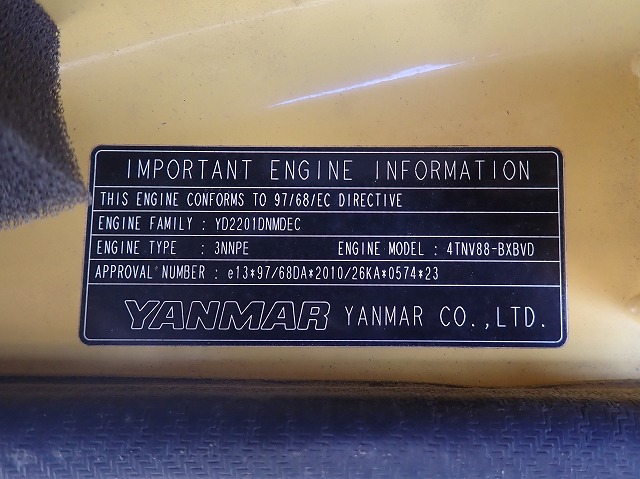 IMPORTANT ENGINE INFORMATION
THIS ENGINE CONFORMS TO 97/68/EC DIRECTIVE
ENGINE FAMILY : YD2201DNMDEC
ENGINE TYPE : 3NNPE ENGINE MODEL : 4TNV88-BXBVD
APPROVAL NUMBER : e13*97/68DA*2010/26KA*0574*23
YANMAR YANMAR CO.,LTD.